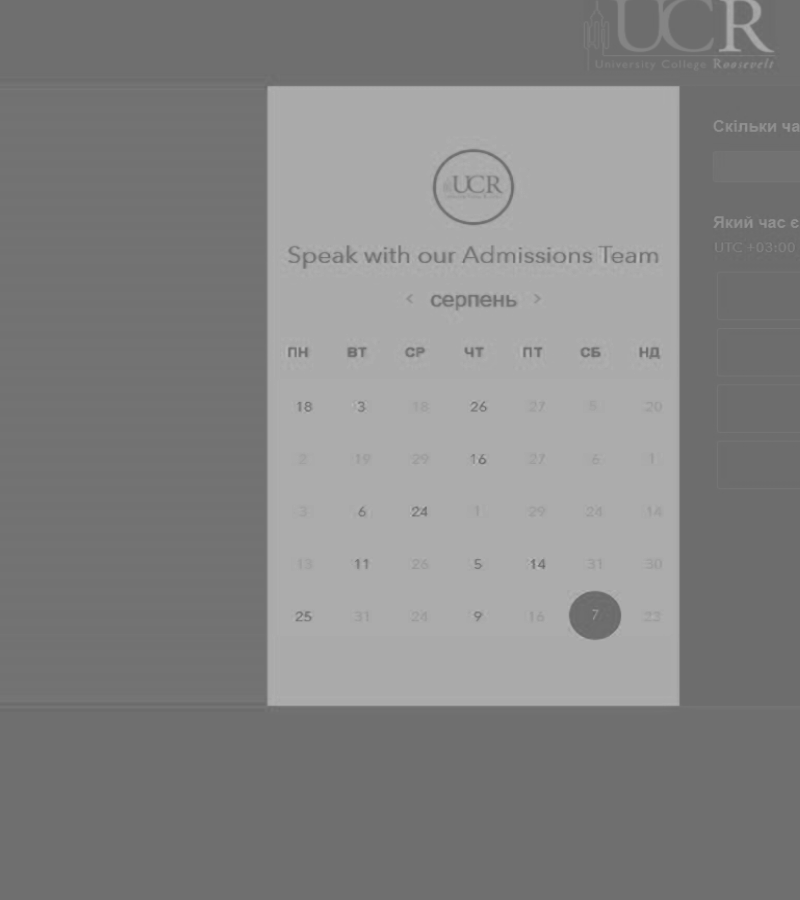 UCR
University College Roosevelt
UCR
Speak with our Admissions Team
< серпень >
ПН ВТ СР ЧТ ПТ СБ НД
18 3 18 26 27 5 20
2 19 29 16 27 6 1
3 6 24 1 29 24 14
13 11 26 5 14 31 30
25 31 24 9 16 7 23
Скільки ча
Який час є
UTC +03:00